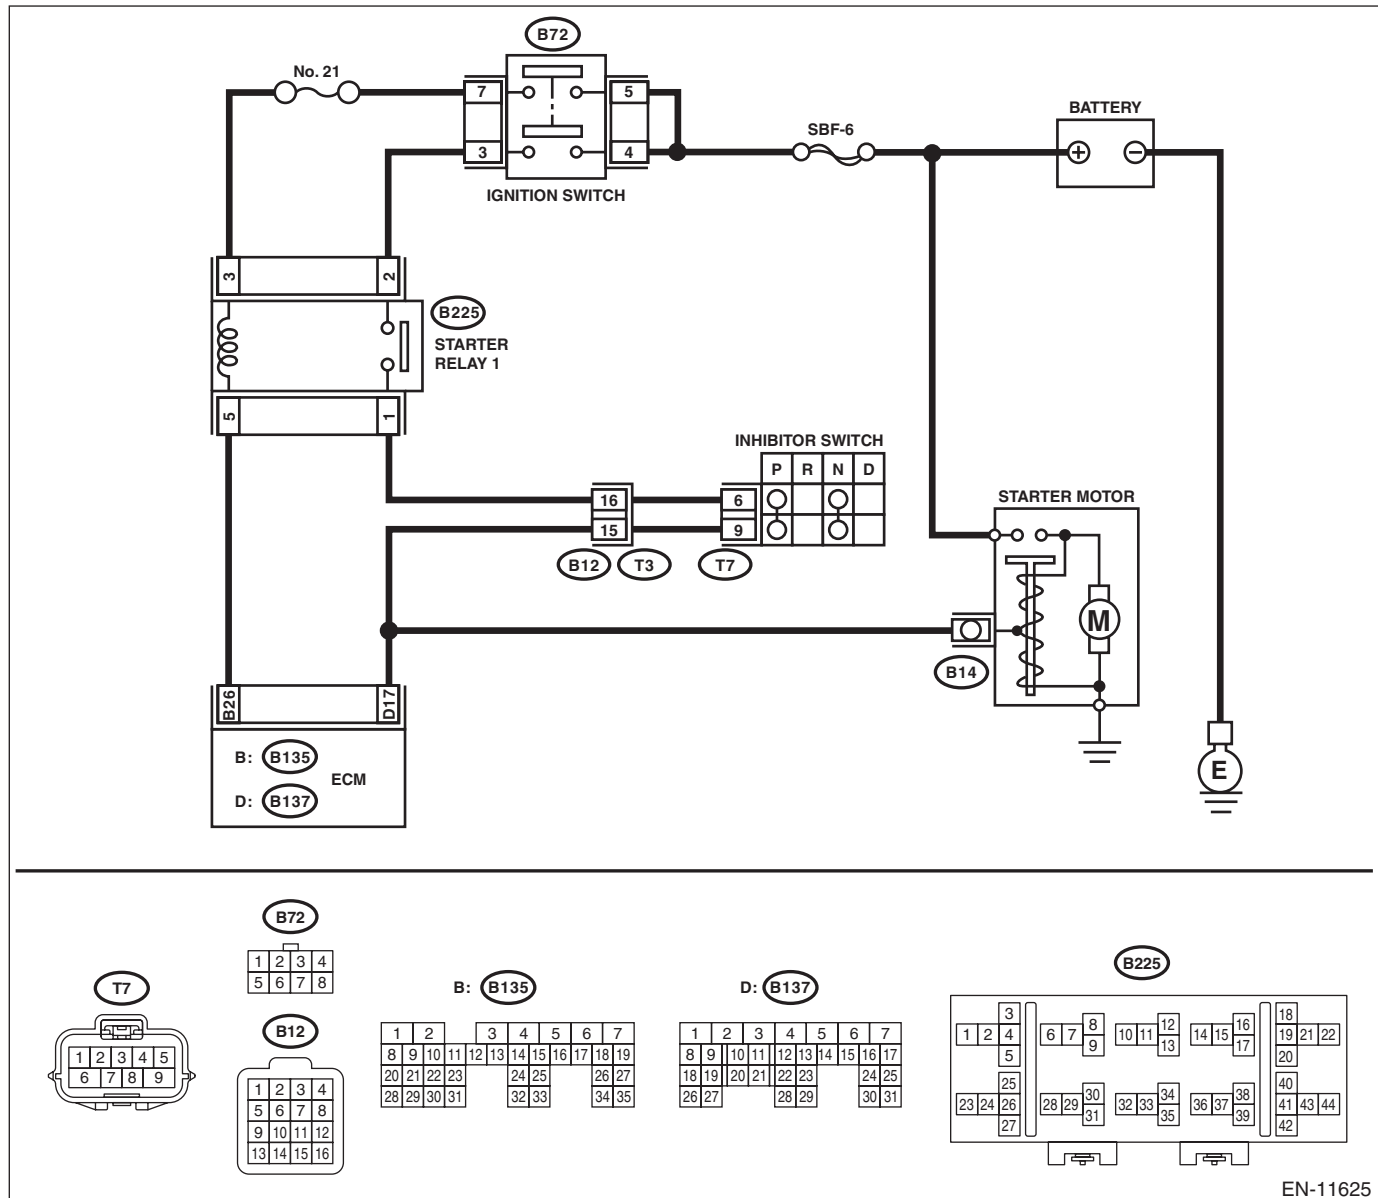 B72
No. 21
7
5
BATTERY
SBF-6
3
4
+
−
IGNITION SWITCH
3
2
B225
STARTER
RELAY 1
5
1
INHIBITOR SWITCH
P R N D
16
6
15
9
B12 T3 T7
STARTER MOTOR
M
B14
B26
D17
B: B135
ECM
D: B137
E
B72
1 2 3 4
5 6 7 8
T7
1 2 3 4 5
6 7 8 9
B12
1 2 3 4
5 6 7 8
9 10 11 12
13 14 15 16
B: B135
1 2 3 4 5 6 7
8 9 10 11 12 13 14 15 16 17 18 19
20 21 22 23 24 25 26 27
28 29 30 31 32 33 34 35
D: B137
1 2 3 4 5 6 7
8 9 10 11 12 13 14 15 16 17
18 19 20 21 22 23 24 25
26 27 28 29 30 31
B225
3 8 12 16 18
1 2 4 6 7 10 11 14 15 19 21 22
5 9 13 17 20
25 30 34 38 40
23 24 26 28 29 32 33 36 37 41 43 44
27 31 35 39 42
EN-11625